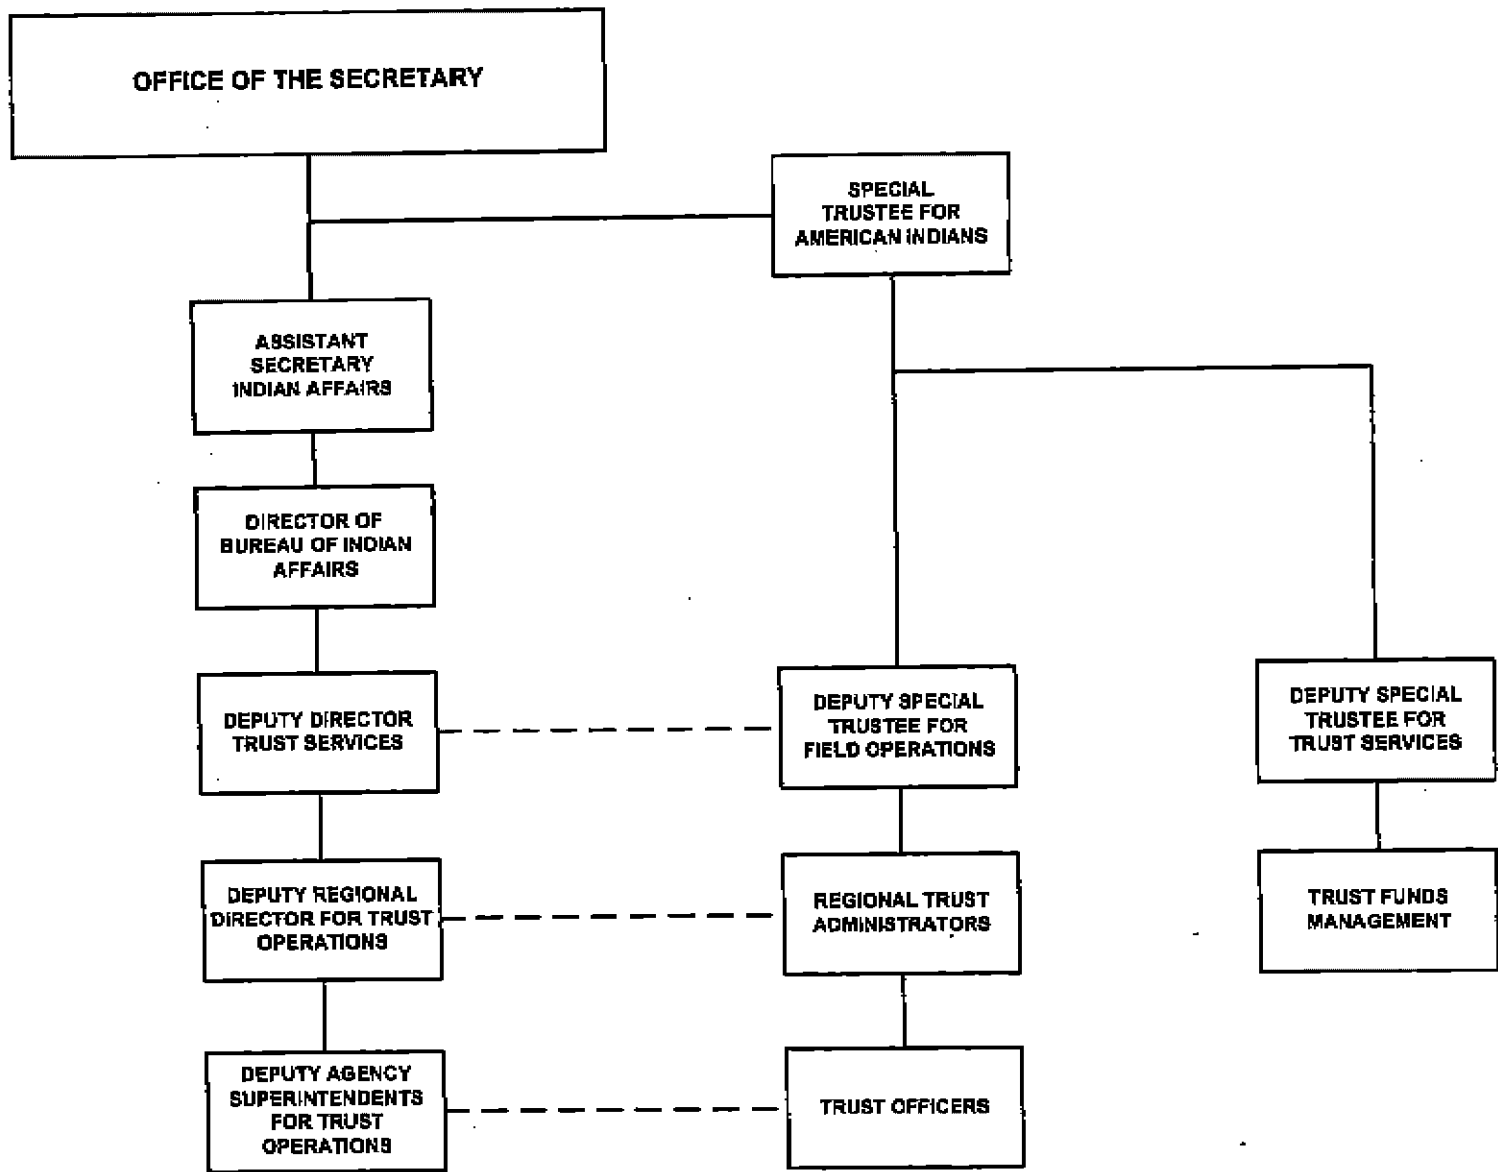 OFFICE OF THE SECRETARY
SPECIAL
TRUSTEE FOR
AMERICAN INDIANS
ASSISTANT
SECRETARY
INDIAN AFFAIRS
DIRECTOR OF
BUREAU OF INDIAN
AFFAIRS
DEPUTY DIRECTOR
TRUST SERVICES
DEPUTY SPECIAL
TRUSTEE FOR
FIELD OPERATIONS
DEPUTY SPECIAL
TRUSTEE FOR
TRUST SERVICES
DEPUTY REGIONAL
DIRECTOR FOR TRUST
OPERATIONS
REGIONAL TRUST
ADMINISTRATORS
TRUST FUNDS
MANAGEMENT
DEPUTY AGENCY
SUPERINTENDENTS
FOR TRUST
OPERATIONS
TRUST OFFICERS